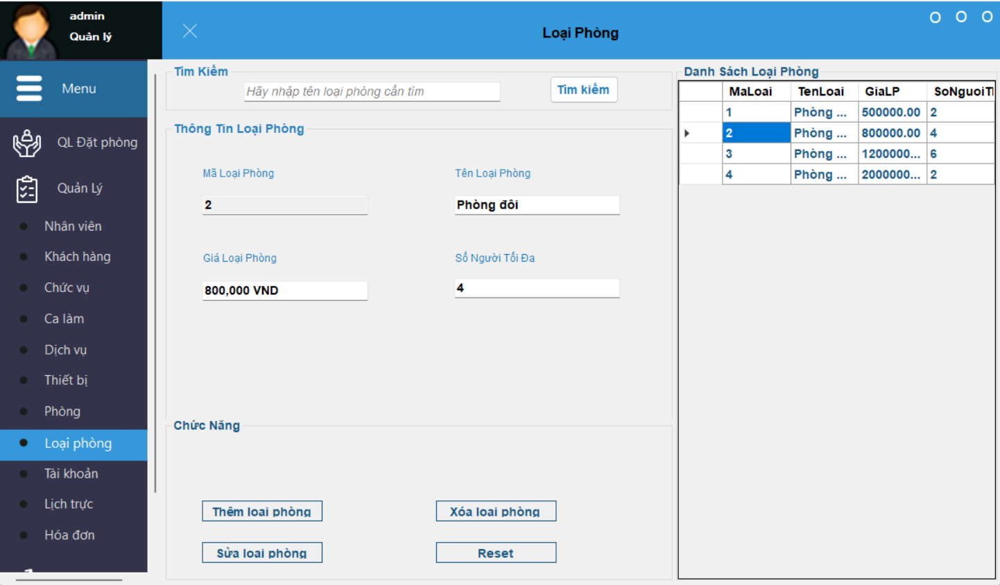 admin
Quản lý
Loại Phòng
Menu
QL Đặt phòng
Quản Lý
Nhân viên
Khách hàng
Chức vụ
Ca làm
Dịch vụ
Thiết bị
Phòng
Loại phòng
Tài khoản
Lịch trực
Hóa đơn
Tìm Kiếm
Hãy nhập tên loại phòng cần tìm
Tìm kiếm
Thông Tin Loại Phòng
Mã Loại Phòng
Tên Loại Phòng
2
Phòng đôi
Giá Loại Phòng
Số Người Tối Đa
800,000 VND
4
Chức Năng
Thêm loại phòng
Xóa loại phòng
Sửa loại phòng
Reset
Danh Sách Loại Phòng
MaLoai TenLoai GiaLP SoNguoiT
1 Phòng ... 500000.00 2
2 Phòng ... 800000.00 4
3 Phòng ... 1200000... 6
4 Phòng ... 2000000... 2